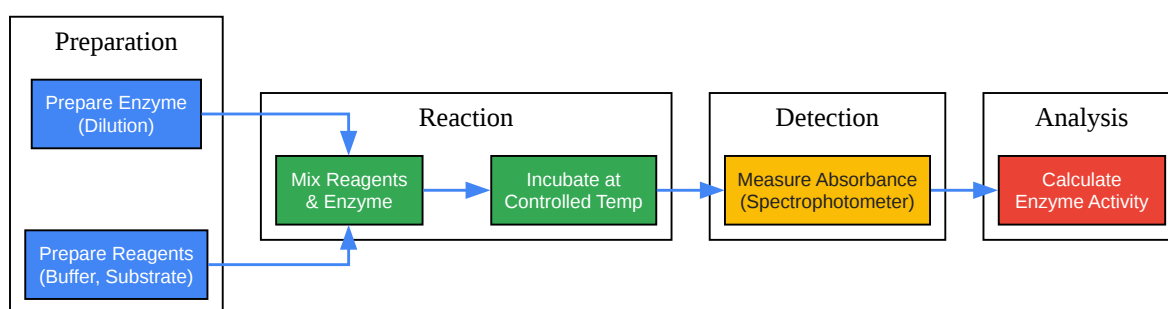 Preparation
Prepare Enzyme
(Dilution)
Prepare Reagents
(Buffer, Substrate)
Reaction
Mix Reagents
& Enzyme
Incubate at
Controlled Temp
Detection
Measure Absorbance
(Spectrophotometer)
Analysis
Calculate
Enzyme Activity